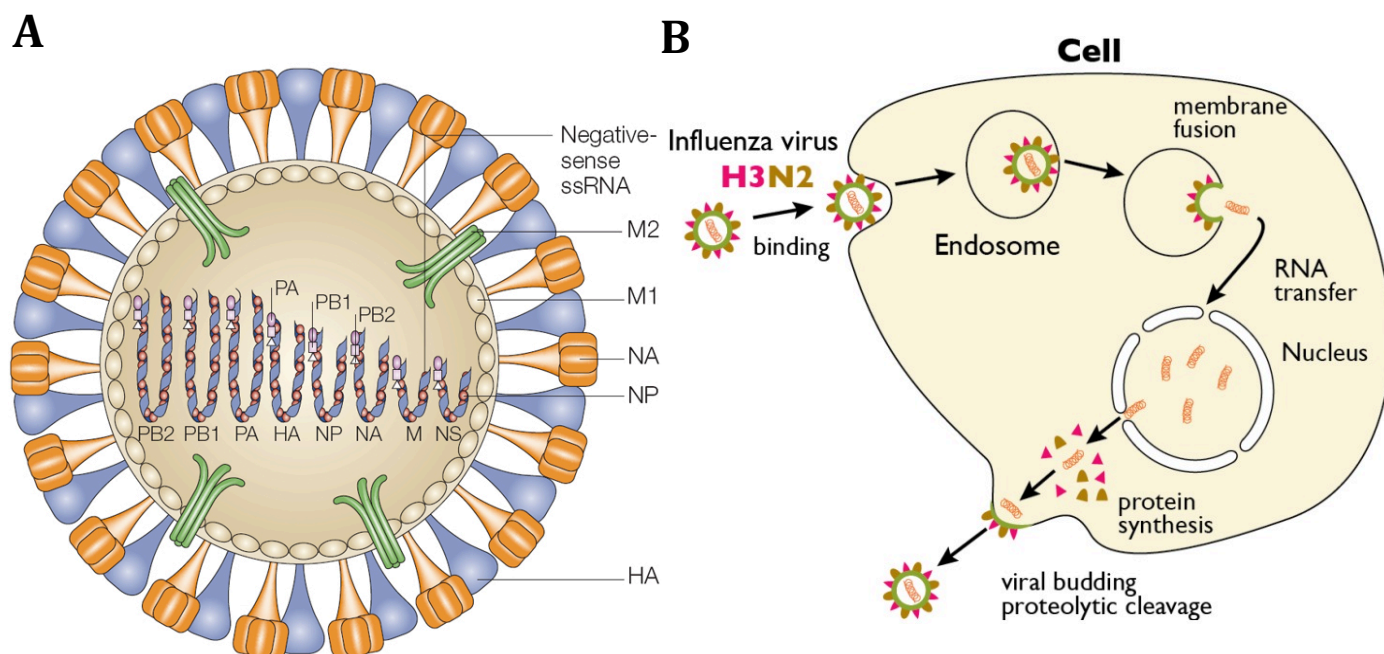 A
Negative-
sense
ssRNA
M2
M1
NA
NP
HA
PA
PB1
PB2
PB2 PB1 PA HA NP NA M NS
B
Cell
Influenza virus
H3N2
binding
Endosome
membrane
fusion
RNA
transfer
Nucleus
protein
synthesis
viral budding
proteolytic cleavage